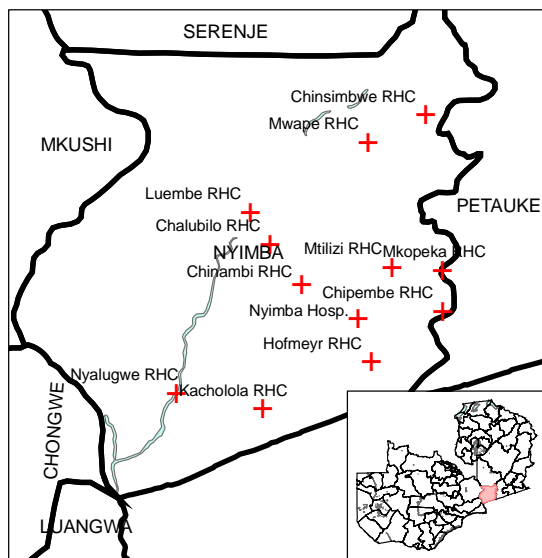 SERENJE
Chinsimbwe RHC
Mwape RHC
MKUSHI
Luembe RHC
PETAUKE
Chalubilo RHC
NYIMBA
Mtilizi RHC
Mkopeka RHC
Chinambi RHC
Chipembe RHC
Nyimba Hosp.
Hofmeyr RHC
Nyalugwe RHC
Kacholola RHC
CHONGWE
LUANGWA